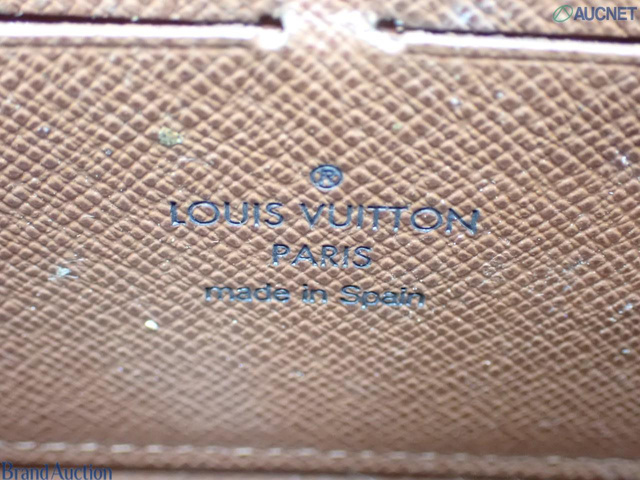 AUCNET
®
LOUIS VUITTON
PARIS
made in Spain
Brand Auction